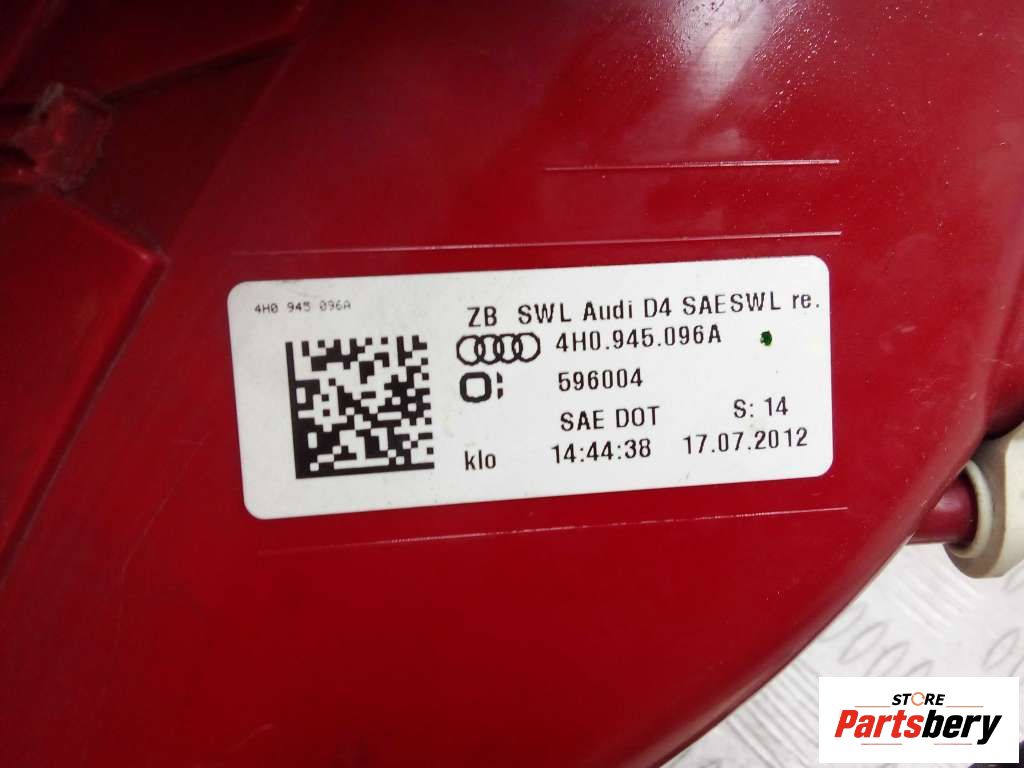 4H0 945 096A
ZB SWL Audi D4 SAESWL re.
4H0.945.096A
596004
SAE DOT S: 14
klo 14:44:38 17.07.2012
STORE
Partsbery